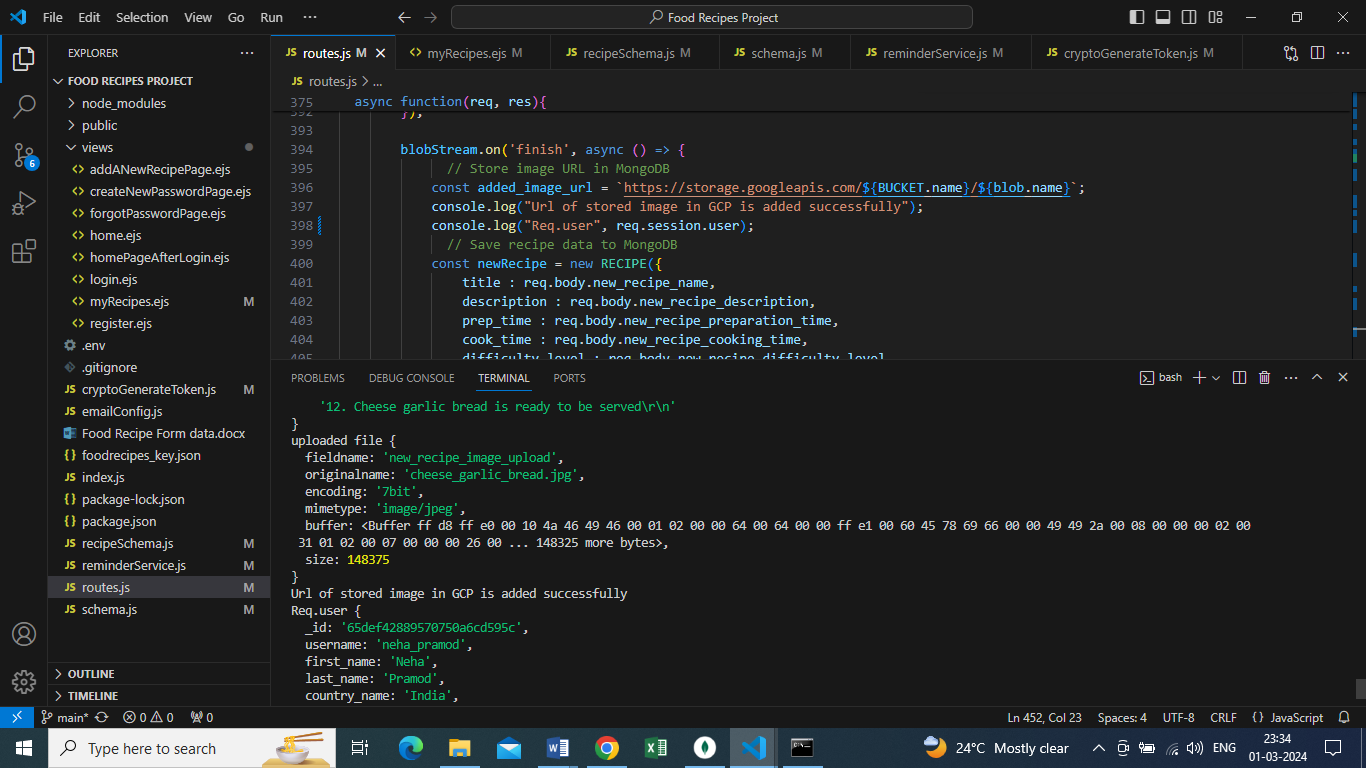 File Edit Selection View Go Run ··· Food Recipes Project
EXPLORER ···
FOOD RECIPES PROJECT
node_modules
public
views
addANewRecipePage.ejs
createNewPasswordPage.ejs
forgotPasswordPage.ejs
home.ejs
homePageAfterLogin.ejs
login.ejs
myRecipes.ejs M
register.ejs
.env
.gitignore
cryptoGenerateToken.js M
emailConfig.js
Food Recipe Form data.docx
foodrecipes_key.json
index.js
package-lock.json
package.json
recipeSchema.js M
reminderService.js M
routes.js M
schema.js M
OUTLINE
TIMELINE
6
JS routes.js M <> myRecipes.ejs M JS recipeSchema.js M JS schema.js M JS reminderService.js M JS cryptoGenerateToken.js M
JS routes.js > ...
375 async function(req, res){
392 });
393
394 blobStream.on('finish', async () => {
395 // Store image URL in MongoDB
396 const added_image_url = `https://storage.googleapis.com/${BUCKET.name}/${blob.name}`;
397 console.log("Url of stored image in GCP is added successfully");
398 console.log("Req.user", req.session.user);
399 // Save recipe data to MongoDB
400 const newRecipe = new RECIPE({
401 title : req.body.new_recipe_name,
402 description : req.body.new_recipe_description,
403 prep_time : req.body.new_recipe_preparation_time,
404 cook_time : req.body.new_recipe_cooking_time,
405 difficulty_level : req.body.new_recipe_difficulty_level
PROBLEMS DEBUG CONSOLE TERMINAL PORTS bash
'12. Cheese garlic bread is ready to be served\r\n'
}
uploaded file {
fieldname: 'new_recipe_image_upload',
originalname: 'cheese_garlic_bread.jpg',
encoding: '7bit',
mimetype: 'image/jpeg',
buffer: <Buffer ff d8 ff e0 00 10 4a 46 49 46 00 01 02 00 00 64 00 64 00 00 ff e1 00 60 45 78 69 66 00 00 49 49 2a 00 08 00 00 00 02 00
31 01 02 00 07 00 00 00 26 00 ... 148325 more bytes>,
size: 148375
}
Url of stored image in GCP is added successfully
Req.user {
_id: '65def42889570750a6cd595c',
username: 'neha_pramod',
first_name: 'Neha',
last_name: 'Pramod',
country_name: 'India',
main* 0 0 0 Ln 452, Col 23 Spaces: 4 UTF-8 CRLF {} JavaScript
Type here to search 24°C Mostly clear ENG 23:34
01-03-2024